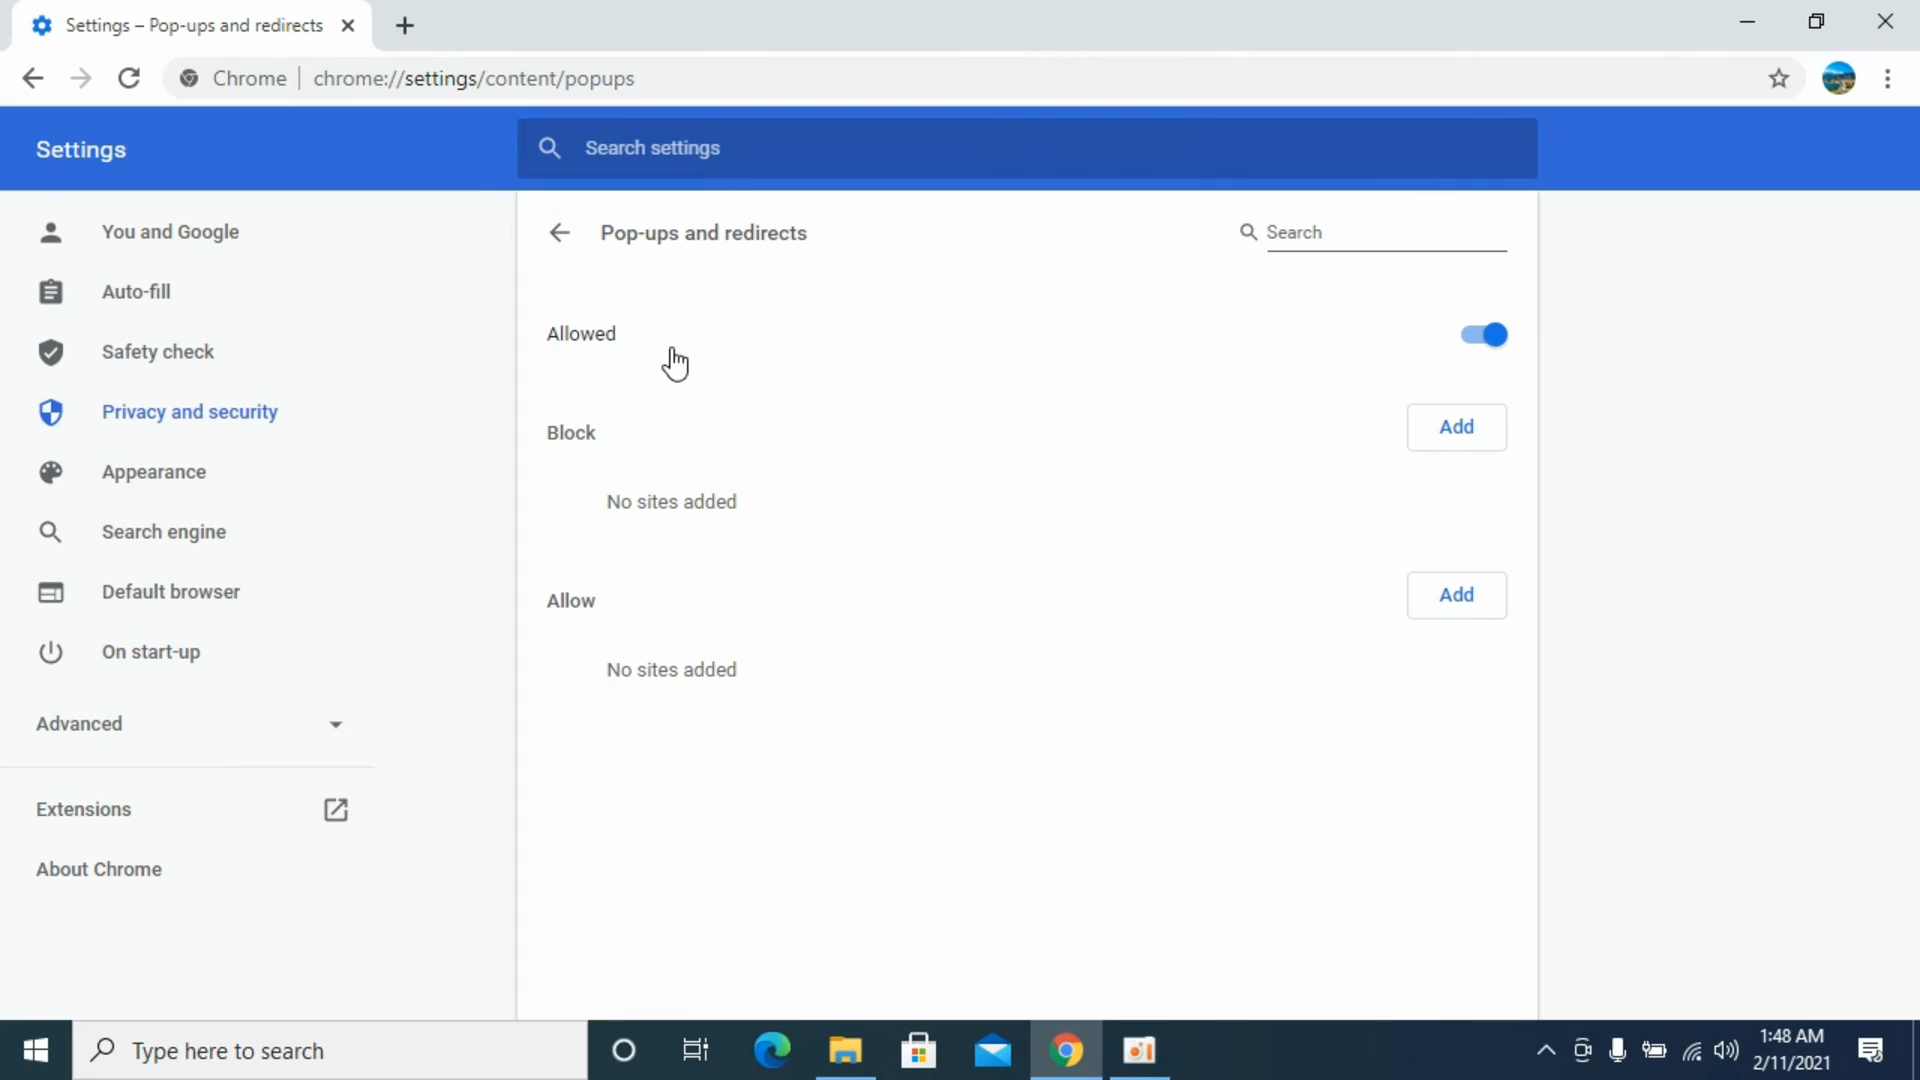 Settings – Pop-ups and redirects
Chrome chrome://settings/content/popups
Settings
Search settings
You and Google
Auto-fill
Safety check
Privacy and security
Appearance
Search engine
Default browser
On start-up
Advanced
Extensions
About Chrome
Pop-ups and redirects
Search
Allowed
Block
Add
No sites added
Allow
Add
No sites added
Type here to search
1:48 AM
2/11/2021